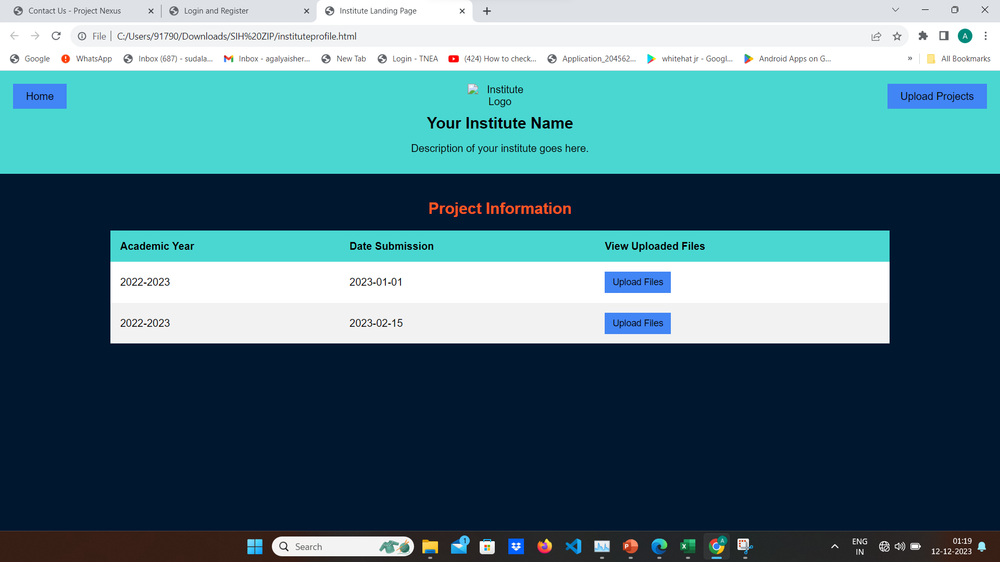 Contact Us - Project Nexus
Login and Register
Institute Landing Page
File
C:/Users/91790/Downloads/SIH%20ZIP/instituteprofile.html
A
Google
WhatsApp
Inbox (687) - sudala...
Inbox - agalyaisher...
New Tab
Login - TNEA
(424) How to check...
Application_204562...
whitehat jr - Googl...
Android Apps on G...
»
All Bookmarks
Home
Institute
Logo
Upload Projects
Your Institute Name
Description of your institute goes here.
Project Information
Academic Year
Date Submission
View Uploaded Files
2022-2023
2023-01-01
Upload Files
2022-2023
2023-02-15
Upload Files
Search
1
P
X
A
ENG
IN
01:19
12-12-2023